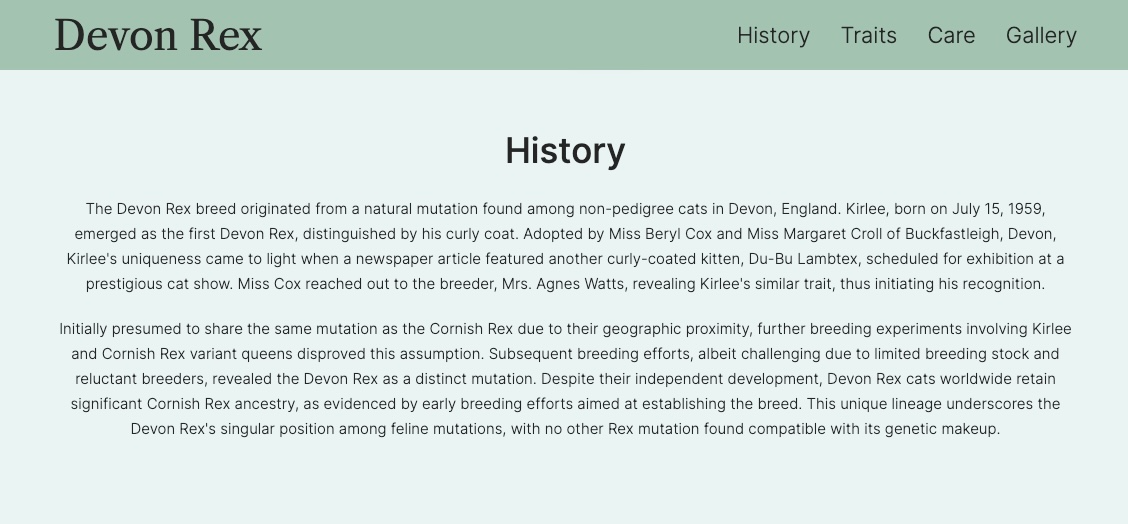 Devon Rex
History Traits Care Gallery
History
The Devon Rex breed originated from a natural mutation found among non-pedigree cats in Devon, England. Kirlee, born on July 15, 1959,
emerged as the first Devon Rex, distinguished by his curly coat. Adopted by Miss Beryl Cox and Miss Margaret Croll of Buckfastleigh, Devon,
Kirlee's uniqueness came to light when a newspaper article featured another curly-coated kitten, Du-Bu Lambtex, scheduled for exhibition at a
prestigious cat show. Miss Cox reached out to the breeder, Mrs. Agnes Watts, revealing Kirlee's similar trait, thus initiating his recognition.
Initially presumed to share the same mutation as the Cornish Rex due to their geographic proximity, further breeding experiments involving Kirlee
and Cornish Rex variant queens disproved this assumption. Subsequent breeding efforts, albeit challenging due to limited breeding stock and
reluctant breeders, revealed the Devon Rex as a distinct mutation. Despite their independent development, Devon Rex cats worldwide retain
significant Cornish Rex ancestry, as evidenced by early breeding efforts aimed at establishing the breed. This unique lineage underscores the
Devon Rex's singular position among feline mutations, with no other Rex mutation found compatible with its genetic makeup.